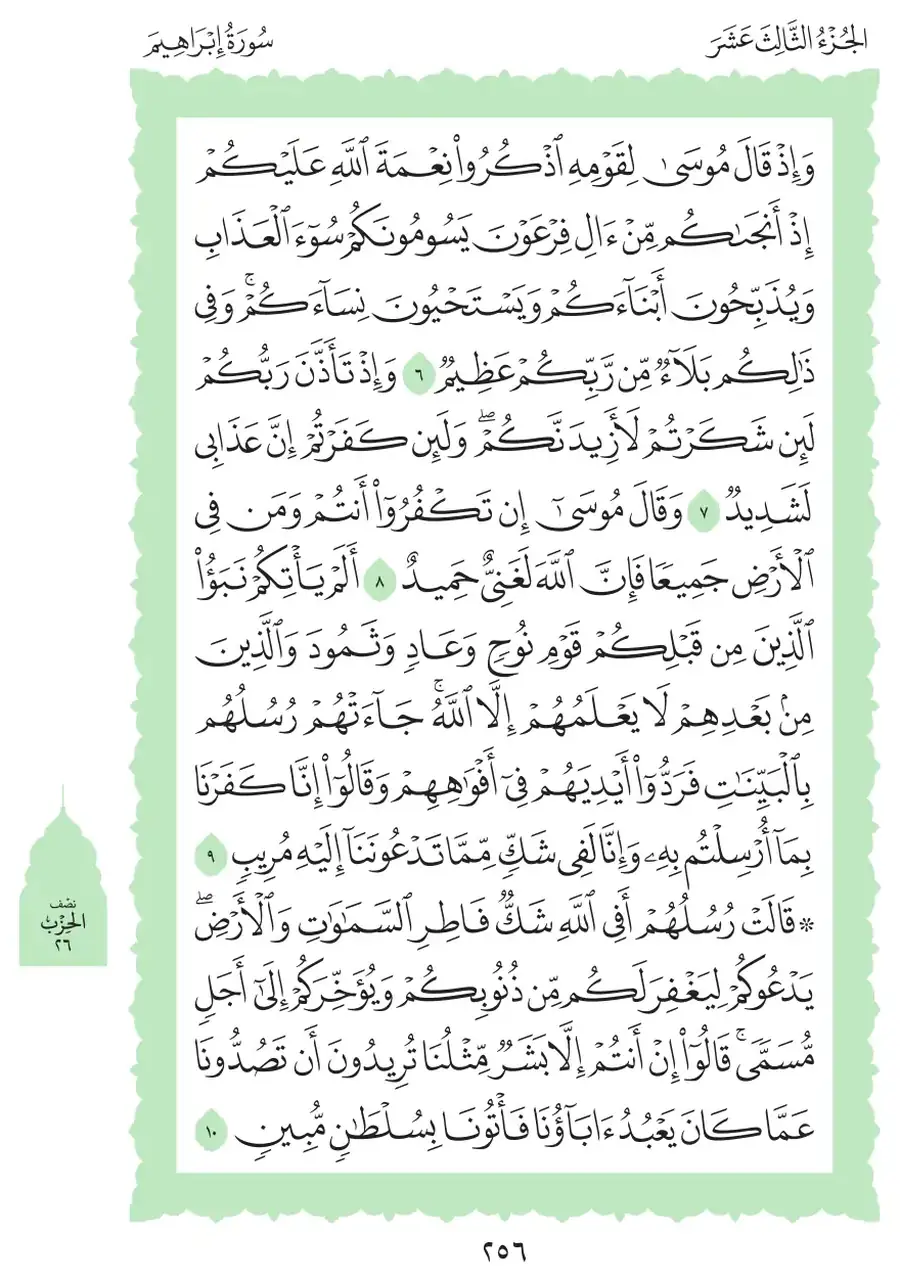 الجُزْءُ الثَّالِثَ عَشَرَ
سُورَةُ إِبْرَاهِيمَ
وَإِذْ قَالَ مُوسَىٰ لِقَوْمِهِ ٱذْكُرُواْ نِعْمَةَ ٱللَّهِ عَلَيْكُمْ
إِذْ أَنجَىٰكُم مِّنْ ءَالِ فِرْعَوْنَ يَسُومُونَكُمْ سُوٓءَ ٱلْعَذَابِ
وَيُذَبِّحُونَ أَبْنَآءَكُمْ وَيَسْتَحْيُونَ نِسَآءَكُمْۚ وَفِى
ذَٰلِكُم بَلَآءٌ مِّن رَّبِّكُمْ عَظِيمٌ ٦ وَإِذْ تَأَذَّنَ رَبُّكُمْ
لَئِن شَكَرْتُمْ لَأَزِيدَنَّكُمْۖ وَلَئِن كَفَرْتُمْ إِنَّ عَذَابِى
لَشَدِيدٌ ٧ وَقَالَ مُوسَىٰٓ إِن تَكْفُرُوٓاْ أَنتُمْ وَمَن فِى
ٱلْأَرْضِ جَمِيعًا فَإِنَّ ٱللَّهَ لَغَنِىٌّ حَمِيدٌ ٨ أَلَمْ يَأْتِكُمْ نَبَؤُاْ
ٱلَّذِينَ مِن قَبْلِكُمْ قَوْمِ نُوحٍ وَعَادٍ وَثَمُودَ وَٱلَّذِينَ
مِنۢ بَعْدِهِمْ لَا يَعْلَمُهُمْ إِلَّا ٱللَّهُۚ جَآءَتْهُمْ رُسُلُهُم
بِٱلْبَيِّنَٰتِ فَرَدُّوٓاْ أَيْدِيَهُمْ فِىٓ أَفْوَٰهِهِمْ وَقَالُوٓاْ إِنَّا كَفَرْنَا
بِمَآ أُرْسِلْتُم بِهِۦ وَإِنَّا لَفِى شَكٍّ مِّمَّا تَدْعُونَنَآ إِلَيْهِ مُرِيبٍ ٩
۞ قَالَتْ رُسُلُهُمْ أَفِى ٱللَّهِ شَكٌّ فَاطِرِ ٱلسَّمَٰوَٰتِ وَٱلْأَرْضِۖ
يَدْعُوكُمْ لِيَغْفِرَ لَكُم مِّن ذُنُوبِكُمْ وَيُؤَخِّرَكُمْ إِلَىٰٓ أَجَلٍ
مُّسَمًّىۚ قَالُوٓاْ إِنْ أَنتُمْ إِلَّا بَشَرٌ مِّثْلُنَا تُرِيدُونَ أَن تَصُدُّونَا
عَمَّا كَانَ يَعْبُدُ ءَابَآؤُنَا فَأْتُونَا بِسُلْطَٰنٍ مُّبِينٍ ١٠
نصف
الحِزْب
٢٦
٢٥٦